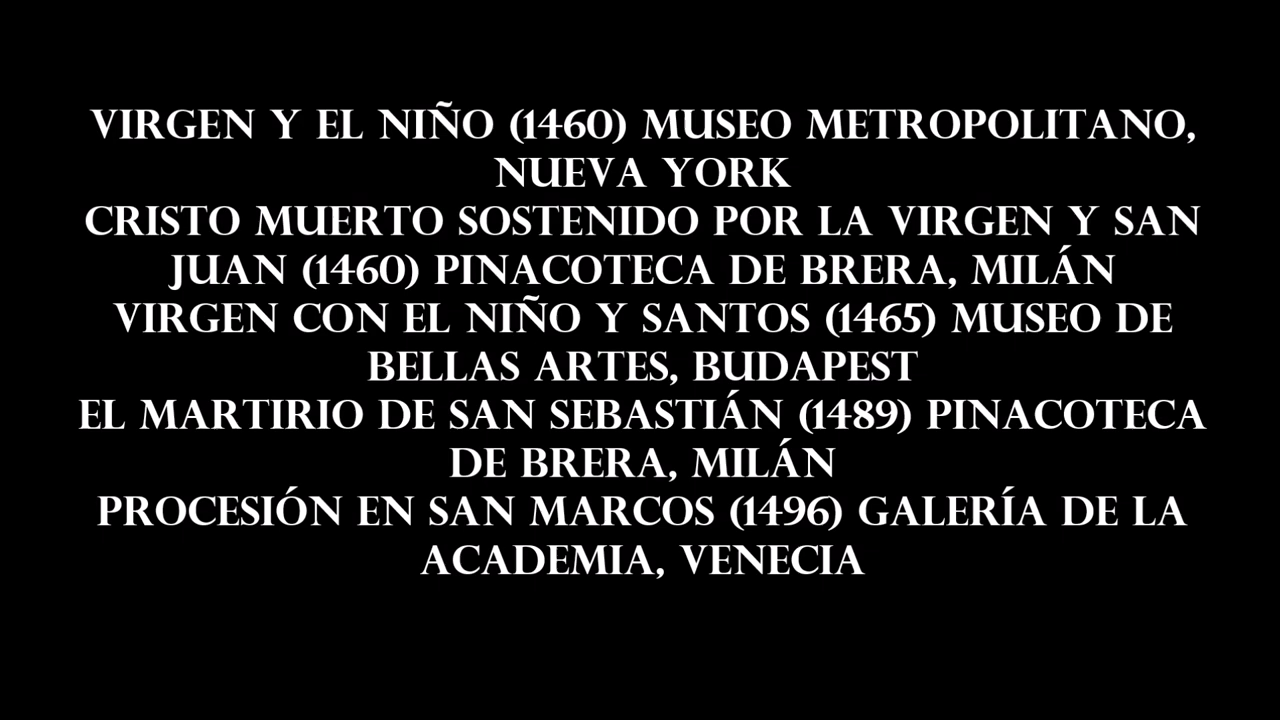 VIRGEN Y EL NIÑO (1460) MUSEO METROPOLITANO,
NUEVA YORK
CRISTO MUERTO SOSTENIDO POR LA VIRGEN Y SAN
JUAN (1460) PINACOTECA DE BRERA, MILÁN
VIRGEN CON EL NIÑO Y SANTOS (1465) MUSEO DE
BELLAS ARTES, BUDAPEST
EL MARTIRIO DE SAN SEBASTIÁN (1489) PINACOTECA
DE BRERA, MILÁN
PROCESIÓN EN SAN MARCOS (1496) GALERÍA DE LA
ACADEMIA, VENECIA